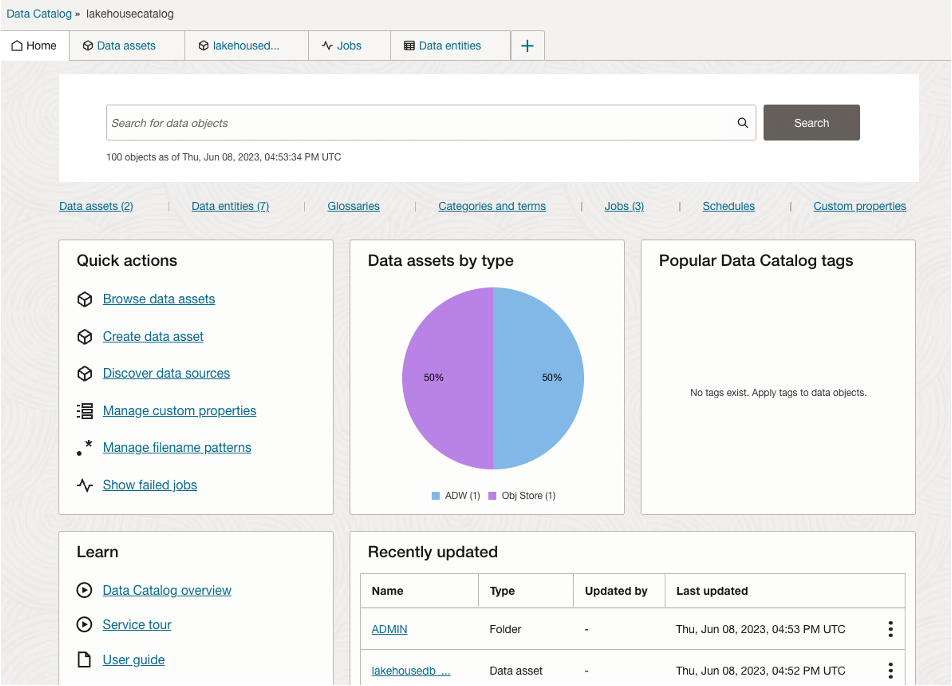 Data Catalog » lakehousecatalog
Home Data assets lakehoused... Jobs Data entities +
Search for data objects Search
100 objects as of Thu, Jun 08, 2023, 04:53:34 PM UTC
Data assets (2) | Data entities (7) | Glossaries | Categories and terms | Jobs (3) | Schedules | Custom properties
Quick actions
Browse data assets
Create data asset
Discover data sources
Manage custom properties
Manage filename patterns
Show failed jobs
Data assets by type
50% 50%
ADW (1) Obj Store (1)
Popular Data Catalog tags
No tags exist. Apply tags to data objects.
Learn
Data Catalog overview
Service tour
User guide
Recently updated
Name Type Updated by Last updated
ADMIN Folder - Thu, Jun 08, 2023, 04:53 PM UTC
lakehousedb ... Data asset - Thu, Jun 08, 2023, 04:52 PM UTC